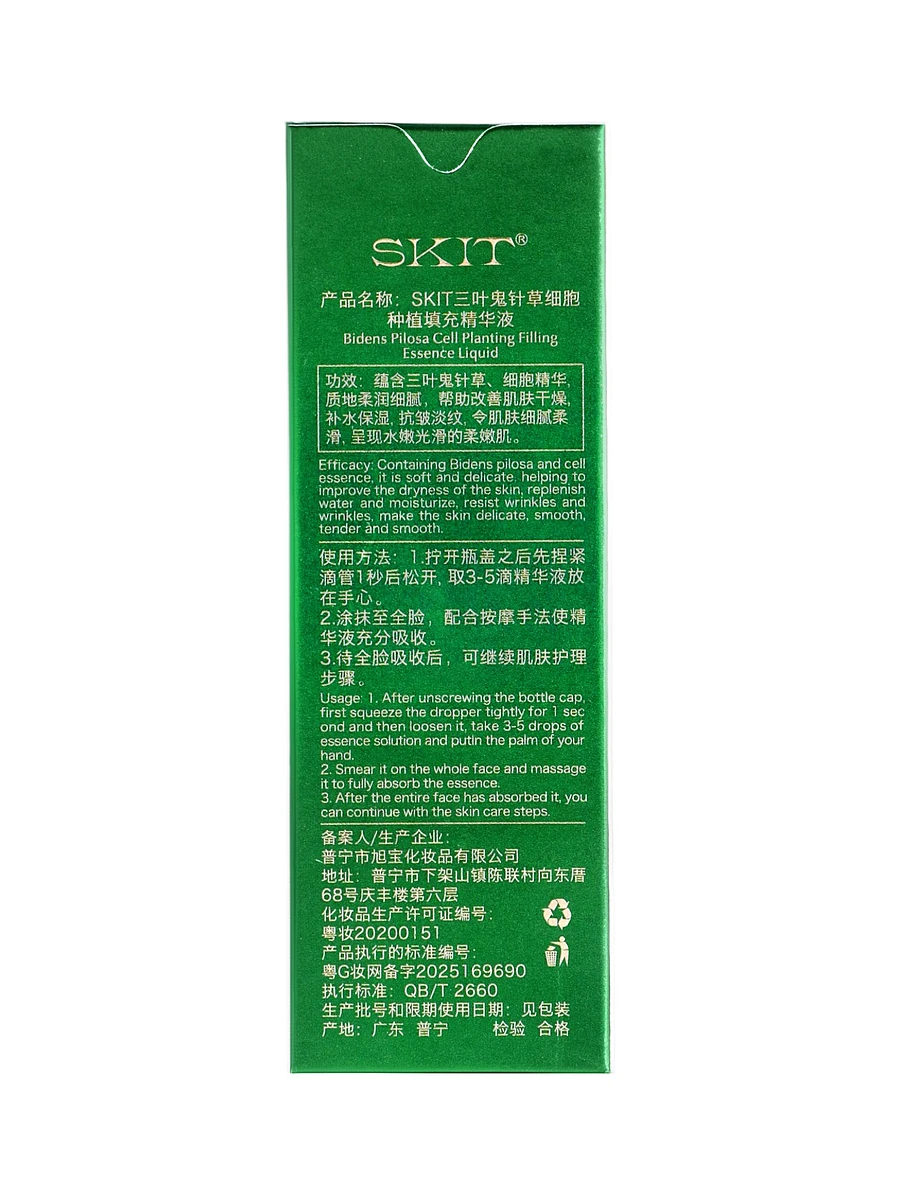 SKIT®
产品名称：SKIT三叶鬼针草细胞
种植填充精华液
Bidens Pilosa Cell Planting Filling
Essence Liquid
功效：蕴含三叶鬼针草、细胞精华,
质地柔润细腻，帮助改善肌肤干燥,
补水保湿, 抗皱淡纹, 令肌肤细腻柔
滑, 呈现水嫩光滑的柔嫩肌。
Efficacy: Containing Bidens pilosa and cell
essence, it is soft and delicate, helping to
improve the dryness of the skin, replenish
water and moisturize, resist wrinkles and
wrinkles, make the skin delicate, smooth,
tender and smooth.
使用方法：1.拧开瓶盖之后先捏紧
滴管1秒后松开, 取3-5滴精华液放
在手心。
2.涂抹至全脸，配合按摩手法使精
华液充分吸收。
3.待全脸吸收后，可继续肌肤护理
步骤。
Usage: 1. After unscrewing the bottle cap,
first squeeze the dropper tightly for 1 sec
ond and then loosen it, take 3-5 drops of
essence solution and putin the palm of your
hand.
2. Smear it on the whole face and massage
it to fully absorb the essence.
3. After the entire face has absorbed it, you
can continue with the skin care steps.
备案人/生产企业：
普宁市旭宝化妆品有限公司
地址：普宁市下架山镇陈联村向东厝
68号庆丰楼第六层
化妆品生产许可证编号：
粤妆20200151
产品执行的标准编号：
粤G妆网备字2025169690
执行标准：QB/T 2660
生产批号和限期使用日期：见包装
产地：广东 普宁 检验 合格